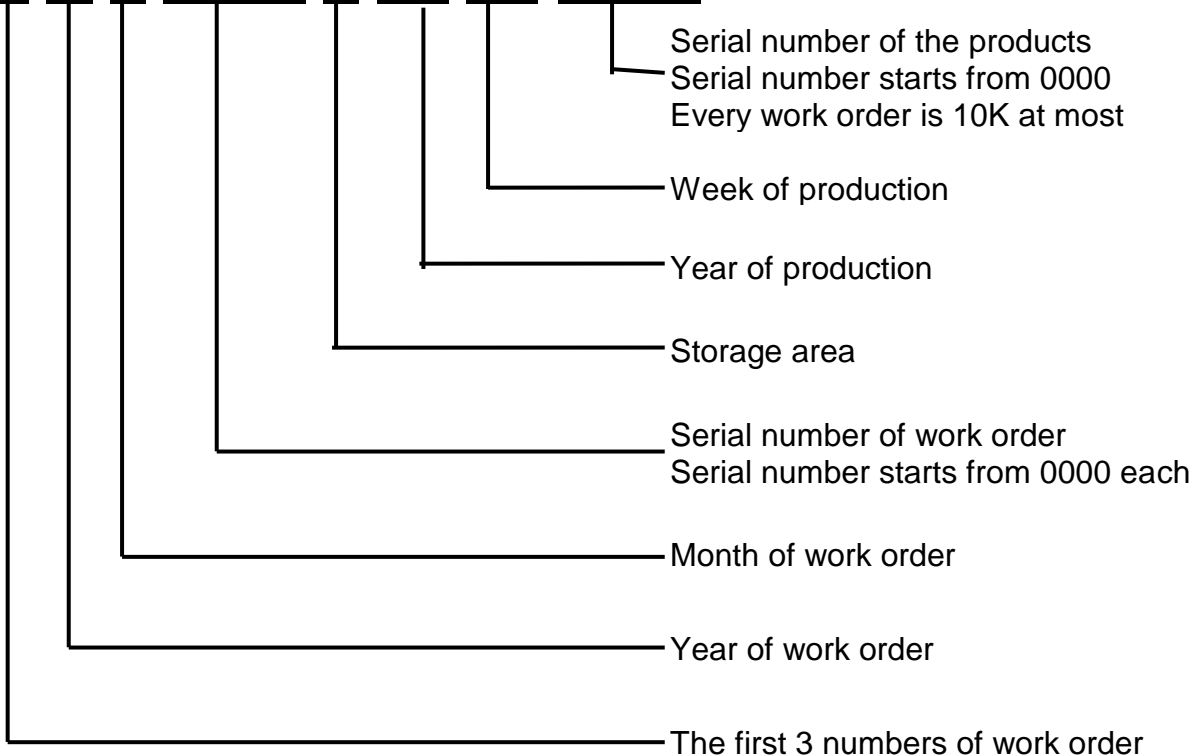 Serial number of the products
Serial number starts from 0000
Every work order is 10K at most
Week of production
Year of production
Storage area
Serial number of work order
Serial number starts from 0000 each
Month of work order
Year of work order
The first 3 numbers of work order